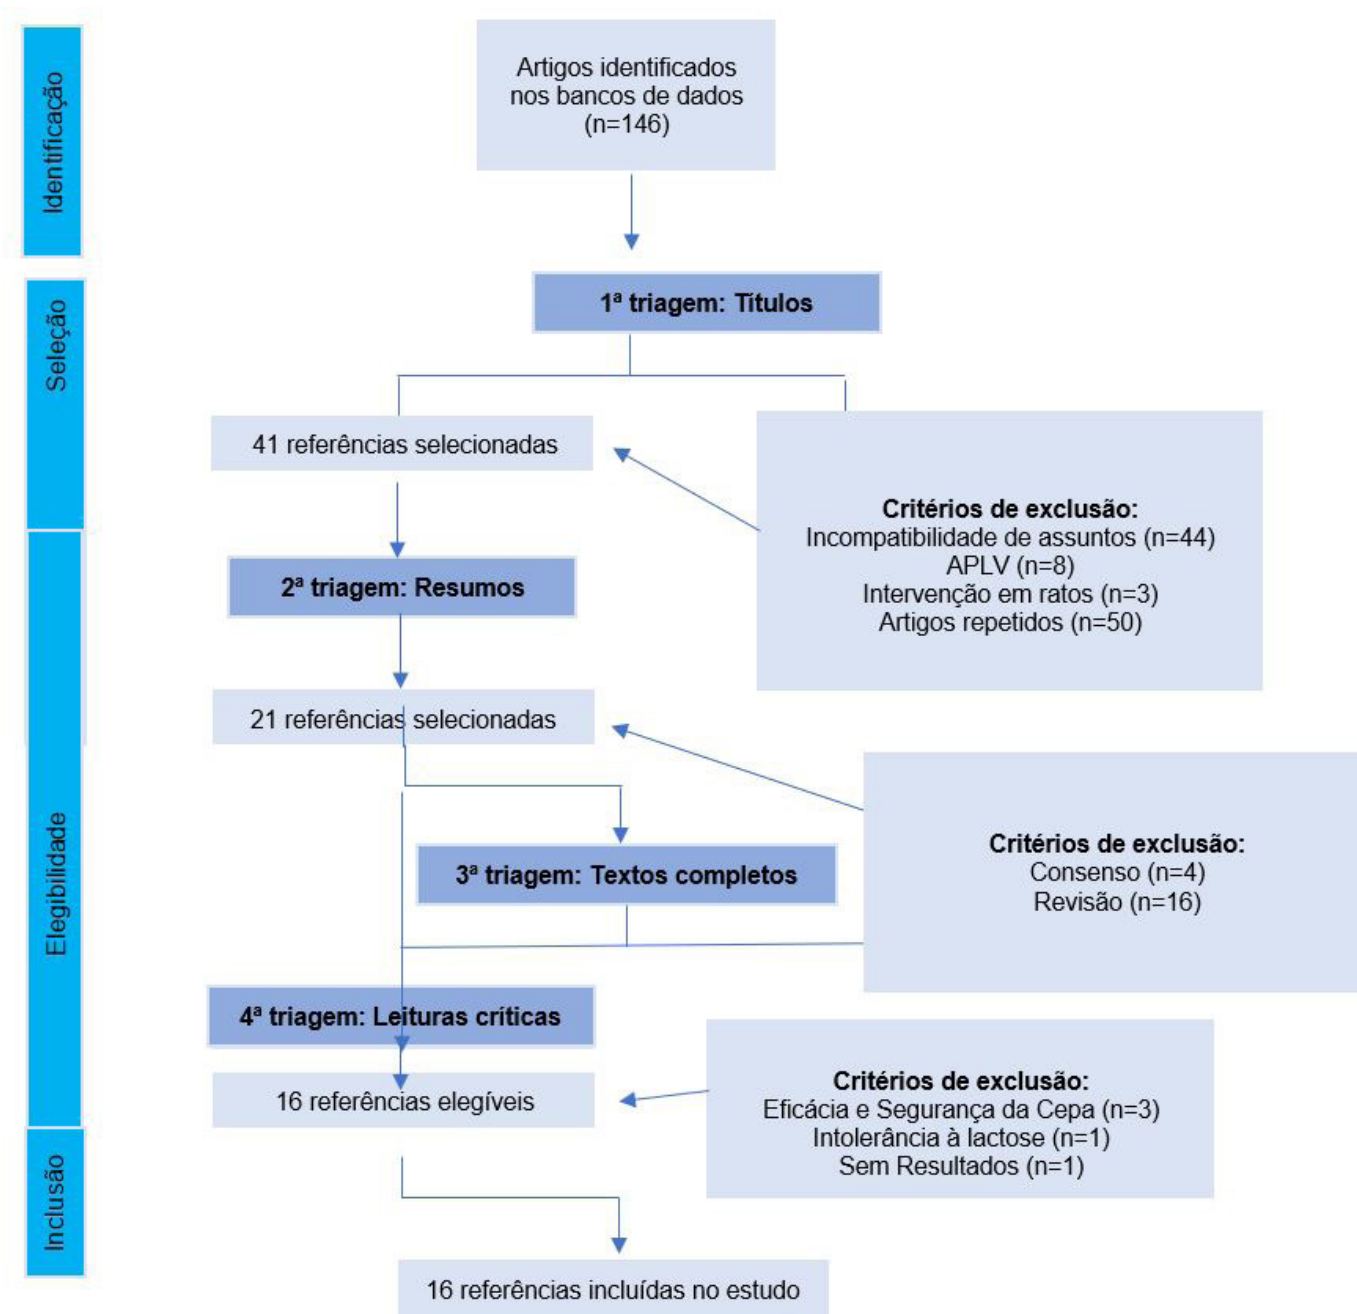 Identificação
Artigos identificados
nos bancos de dados
(n=146)
Seleção
1ª triagem: Títulos
41 referências selecionadas
Critérios de exclusão:
Incompatibilidade de assuntos (n=44)
APLV (n=8)
Intervenção em ratos (n=3)
Artigos repetidos (n=50)
Elegibilidade
2ª triagem: Resumos
21 referências selecionadas
Critérios de exclusão:
Consenso (n=4)
Revisão (n=16)
3ª triagem: Textos completos
4ª triagem: Leituras críticas
16 referências elegíveis
Critérios de exclusão:
Eficácia e Segurança da Cepa (n=3)
Intolerância à lactose (n=1)
Sem Resultados (n=1)
Inclusão
16 referências incluídas no estudo